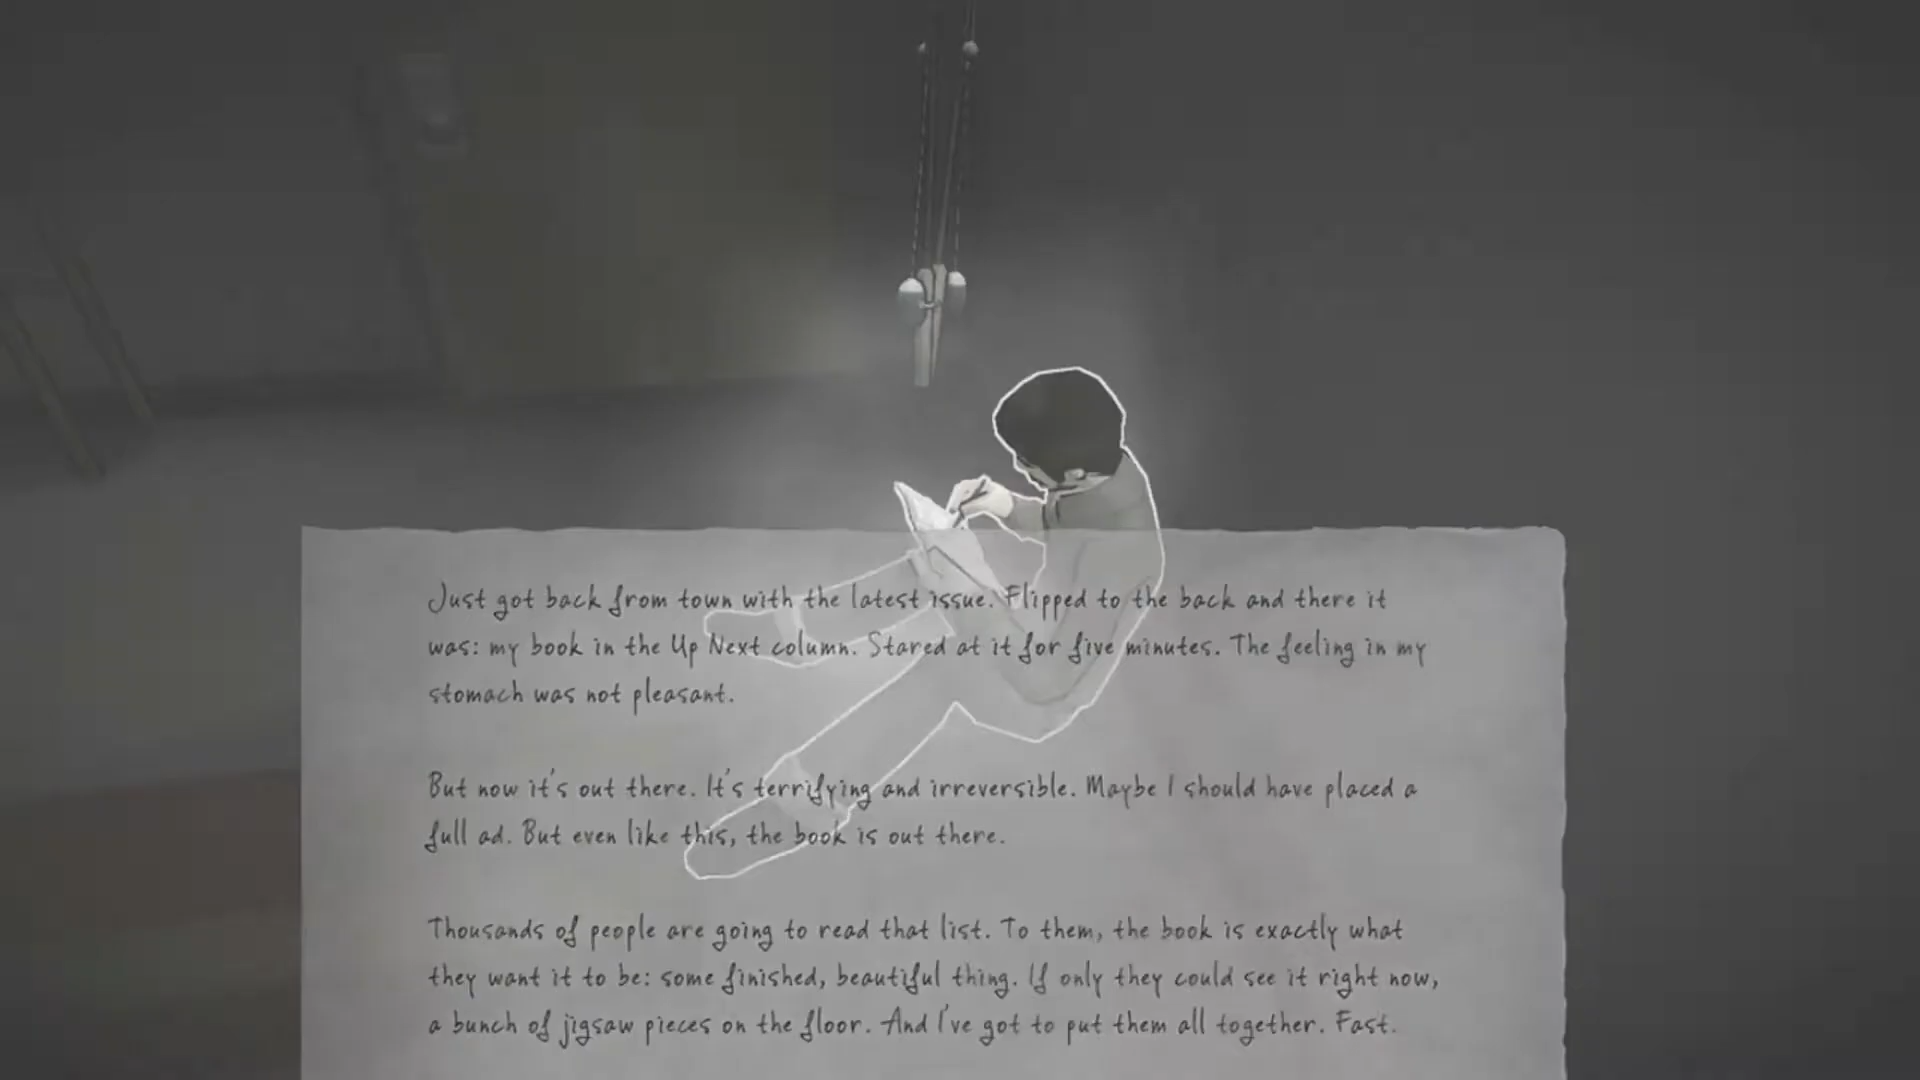 Just got back from town with the latest issue. Flipped to the back and there it
was: my book in the Up Next column. Stared at it for five minutes. The feeling in my
stomach was not pleasant.
But now it's out there. It's terrifying and irreversible. Maybe I should have placed a
full ad. But even like this, the book is out there.
Thousands of people are going to read that list. To them, the book is exactly what
they want it to be: some finished, beautiful thing. If only they could see it right now,
a bunch of jigsaw pieces on the floor. And I've got to put them all together. Fast.